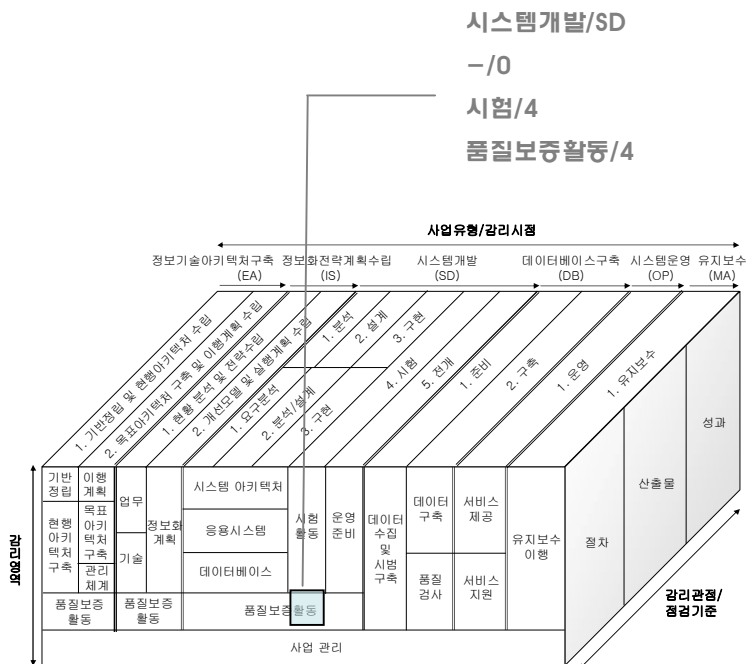 시스템개발/SD
-/0
시험/4
품질보증활동/4
사업유형/감리시점
정보기술아키텍처구축
(EA)
정보화전략계획수립
(IS)
시스템개발
(SD)
데이터베이스구축
(DB)
시스템운영
(OP)
유지보수
(MA)
1. 기반정립 및 현행아키텍처 수립
2. 목표아키텍처 구축 및 이행계획 수립
1. 현황 분석 및 전략수립
2. 개선모델 및 실행계획 수립
1. 분석
2. 설계
3. 구현
1. 요구분석
2. 분석/설계
3. 구현
4. 시험
5. 전개
1. 준비
2. 구축
1. 운영
1. 유지보수
감리영역
기반
정립
이행
계획
현행
아키
텍처
구축
목표
아키
텍처
구축
관리
체계
업무
기술
정보화
계획
시스템 아키텍처
응용시스템
데이터베이스
시험
활동
운영
준비
데이터
수집
및
시범
구축
데이터
구축
품질
검사
서비스
제공
서비스
지원
유지보수
이행
절차
산출물
성과
품질보증
활동
품질보증
활동
품질보증활동
사업 관리
감리관점/
점검기준